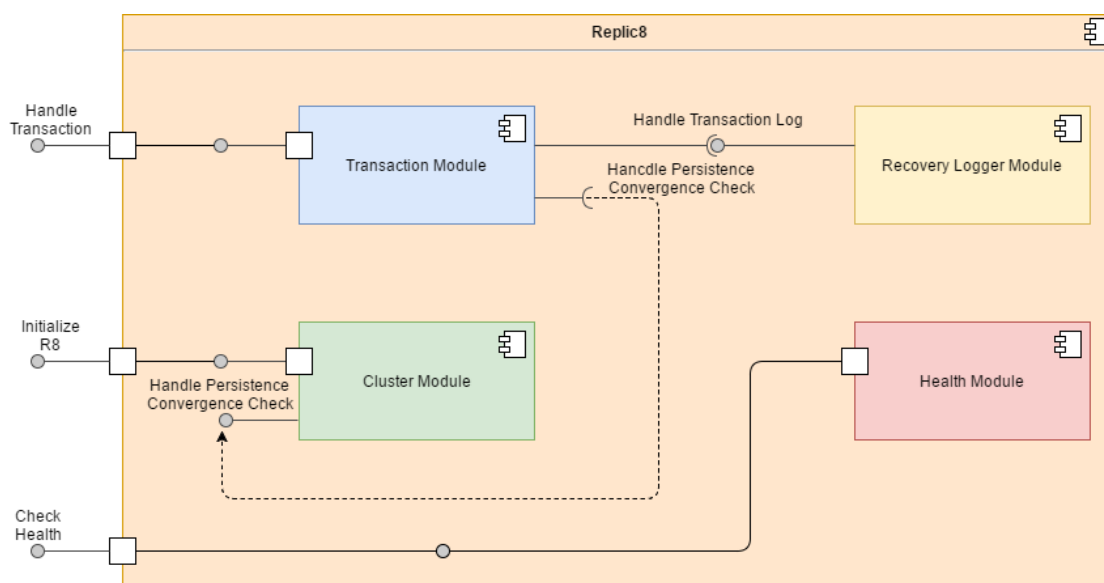 Replic8
Handle
Transaction
Transaction Module
Handle Transaction Log
Hancdle Persistence
Convergence Check
Recovery Logger Module
Initialize
R8
Handle Persistence
Convergence Check
Cluster Module
Health Module
Check
Health